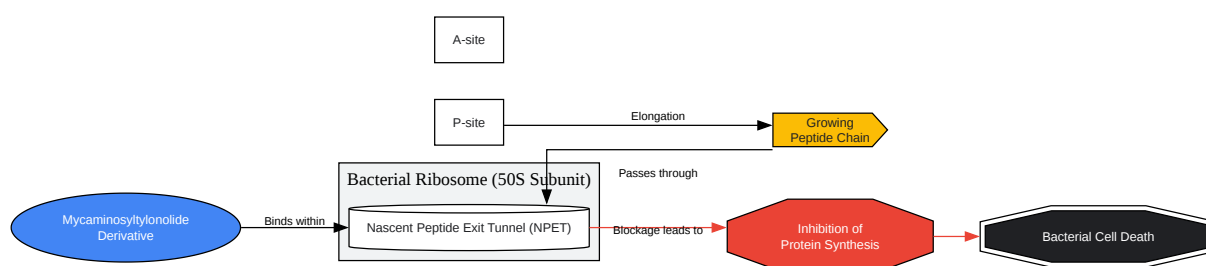 A-site
P-site
Elongation
Growing
Peptide Chain
Passes through
Bacterial Ribosome (50S Subunit)
Mycaminosyltylonolide
Derivative
Binds within
Nascent Peptide Exit Tunnel (NPET)
Blockage leads to
Inhibition of
Protein Synthesis
Bacterial Cell Death